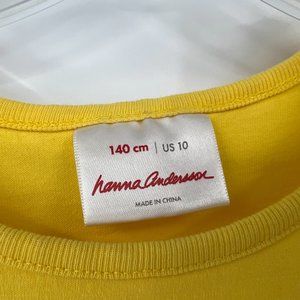 140 cm | US 10
hanna andersson
MADE IN CHINA